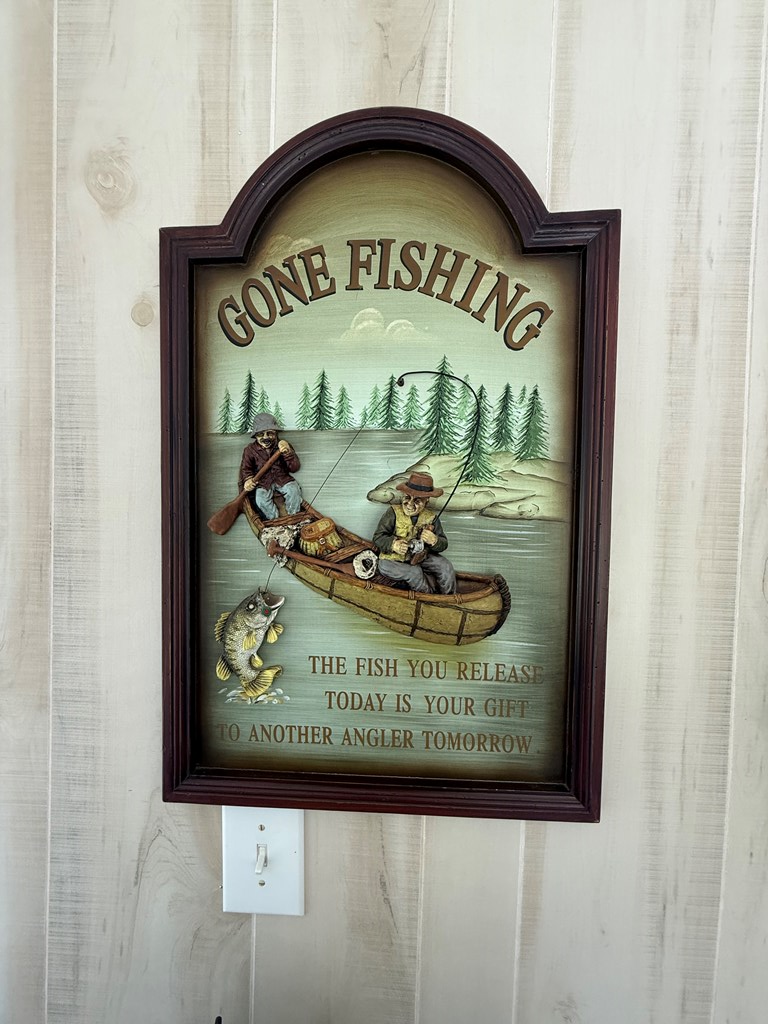 GONE FISHING
THE FISH YOU RELEASE
TODAY IS YOUR GIFT
TO ANOTHER ANGLER TOMORROW.